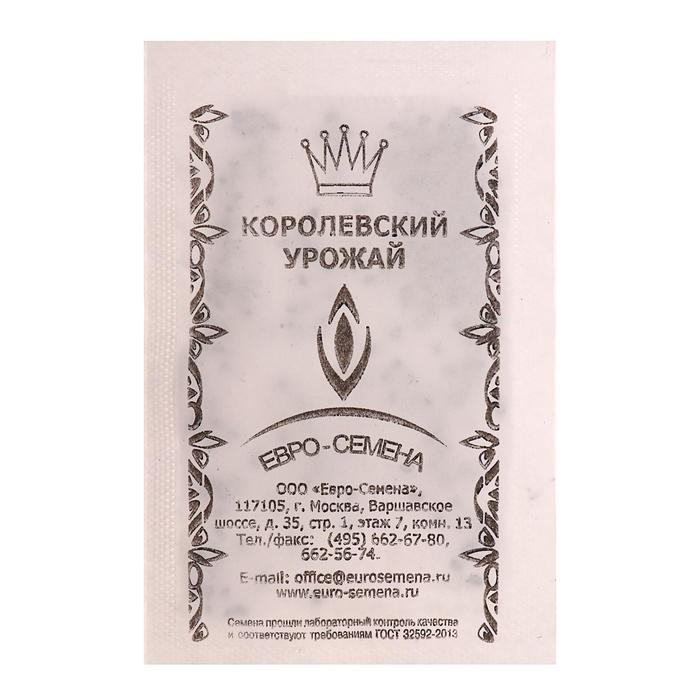 КОРОЛЕВСКИЙ
УРОЖАЙ
ЕВРО-СЕМЕНА
ООО «Евро-Семена»,
117105, г. Москва, Варшавское
шоссе, д. 35, стр. 1, этаж 7, комн. 13
Тел./факс: (495) 662-67-80,
662-56-74.
E-mail: office@eurosemena.ru
www.euro-semena.ru
Семена прошли лабораторный контроль качества
и соответствуют требованиям ГОСТ 32592-2013